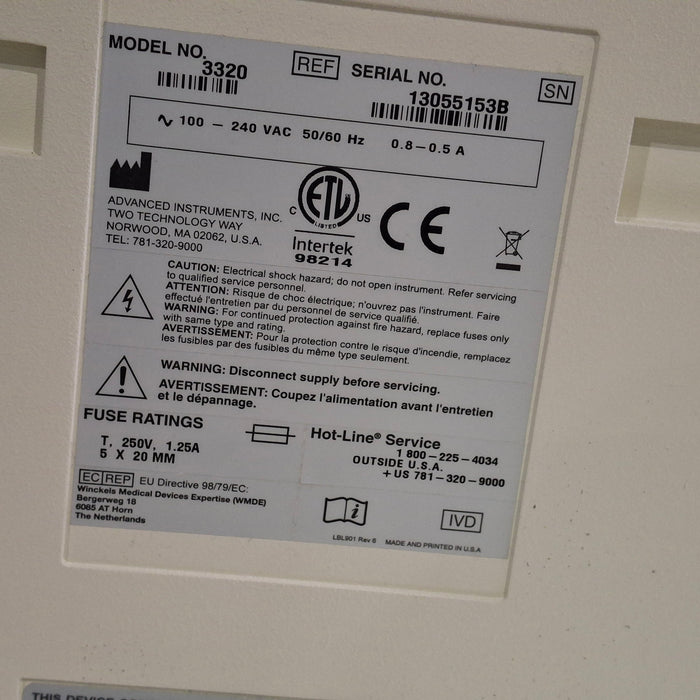 MODEL NO.
3320
REF
SERIAL NO.
13055153B
SN
∿ 100 – 240 VAC 50/60 Hz 0.8 – 0.5 A
ADVANCED INSTRUMENTS, INC.
TWO TECHNOLOGY WAY
NORWOOD, MA 02062, U.S.A.
TEL: 781-320-9000
C ETL US
LISTED
Intertek
98214
CE
CAUTION: Electrical shock hazard; do not open instrument. Refer servicing
to qualified service personnel.
ATTENTION: Risque de choc électrique; n'ouvrez pas l'instrument. Faire
effectué l'entretien par du personnel de service qualifié.
WARNING: For continued protection against fire hazard, replace fuses only
with same type and rating.
AVERTISSEMENT: Pour la protection contre le risque d'incendie, remplacez
les fusibles par des fusibles du même type seulement.
WARNING: Disconnect supply before servicing.
AVERTISSEMENT: Coupez l'alimentation avant l'entretien
et le dépannage.
FUSE RATINGS
T, 250V, 1.25A
5 X 20 MM
Hot-Line® Service
1 800 – 225 – 4034
OUTSIDE U.S.A.
+ US 781 – 320 – 9000
EC REP EU Directive 98/79/EC:
Winckels Medical Devices Expertise (WMDE)
Bergerweg 18
6085 AT Horn
The Netherlands
i
IVD
LBL901 Rev 6 MADE AND PRINTED IN U.S.A
THIS DEVICE